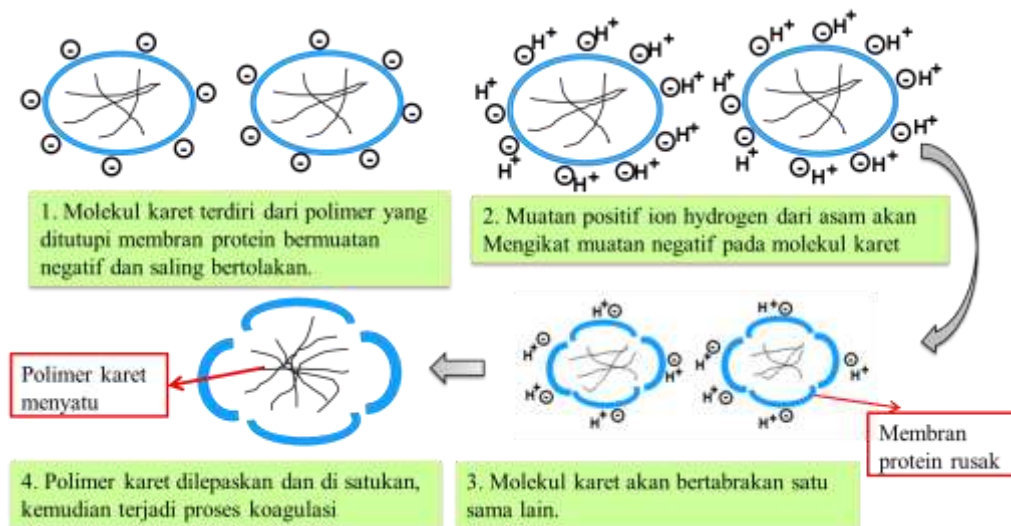 1. Molekul karet terdiri dari polimer yang
ditutupi membran protein bermuatan
negatif dan saling bertolakan.
2. Muatan positif ion hydrogen dari asam akan
Mengikat muatan negatif pada molekul karet
Polimer karet
menyatu
Membran
protein rusak
4. Polimer karet dilepaskan dan di satukan,
kemudian terjadi proses koagulasi
3. Molekul karet akan bertabrakan satu
sama lain.